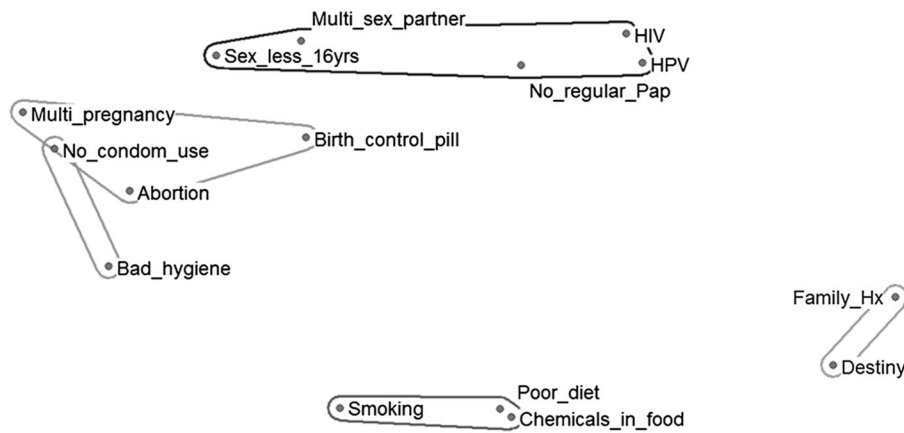 Multi_sex_partner
HIV
Sex_less_16yrs
HPV
No_regular_Pap
Multi_pregnancy
Birth_control_pill
No_condom_use
Abortion
Bad_hygiene
Family_Hx
Destiny
Poor_diet
Smoking
Chemicals_in_food